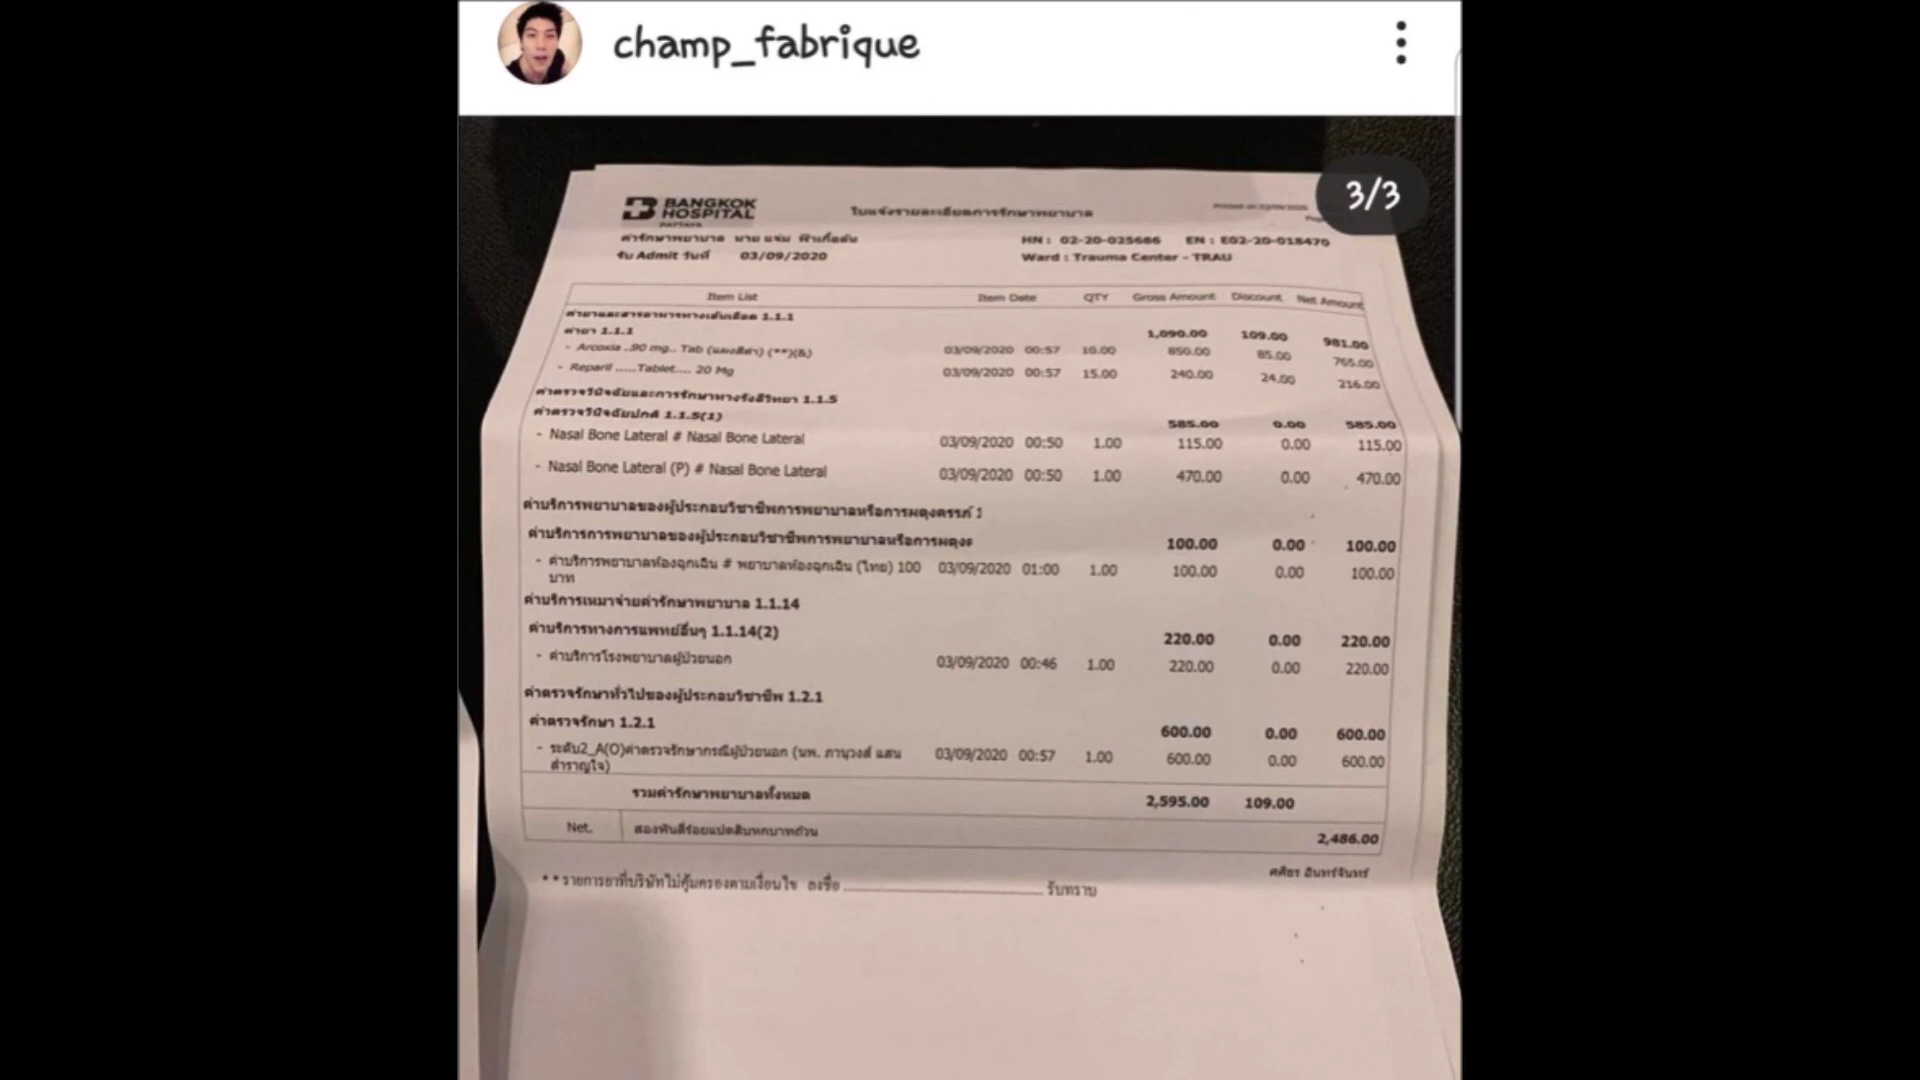 champ_fabrique
3/3
BANGKOK
HOSPITAL
PATTAYA
ใบแจ้งรายละเอียดการรักษาพยาบาล
ค่ารักษาพยาบาล นาย แจ่ม
HN : 02-20-025686 EN : E02-20-018470
รับ Admit วันที่ 03/09/2020
Ward : Trauma Center - TRAU
Item List Item Date QTY Gross Amount Discount Net Amount
ค่ายาและสารอาหารทางเส้นเลือด 1.1.1
ค่ายา 1.1.1 1,090.00 109.00 981.00
- Arcoxia ..90 mg.. Tab (แผงสีดำ) (**)(&) 03/09/2020 00:57 10.00 850.00 85.00 765.00
- Reparil .....Tablet.... 20 Mg 03/09/2020 00:57 15.00 240.00 24.00 216.00
ค่าตรวจวินิจฉัยและการรักษาทางรังสีวิทยา 1.1.5
ค่าตรวจวินิจฉัยปกติ 1.1.5(1) 585.00 0.00 585.00
- Nasal Bone Lateral # Nasal Bone Lateral 03/09/2020 00:50 1.00 115.00 0.00 115.00
- Nasal Bone Lateral (P) # Nasal Bone Lateral 03/09/2020 00:50 1.00 470.00 0.00 470.00
ค่าบริการพยาบาลของผู้ประกอบวิชาชีพการพยาบาลหรือการผดุงครรภ์ 1
ค่าบริการการพยาบาลของผู้ประกอบวิชาชีพการพยาบาลหรือการผดุงค 100.00 0.00 100.00
- ค่าบริการพยาบาลห้องฉุกเฉิน # พยาบาลห้องฉุกเฉิน (ไทย) 100 03/09/2020 01:00 1.00 100.00 0.00 100.00
บาท
ค่าบริการเหมาจ่ายค่ารักษาพยาบาล 1.1.14
ค่าบริการทางการแพทย์อื่นๆ 1.1.14(2) 220.00 0.00 220.00
- ค่าบริการโรงพยาบาลผู้ป่วยนอก 03/09/2020 00:46 1.00 220.00 0.00 220.00
ค่าตรวจรักษาทั่วไปของผู้ประกอบวิชาชีพ 1.2.1
ค่าตรวจรักษา 1.2.1 600.00 0.00 600.00
- ระดับ2_A(O)ค่าตรวจรักษากรณีผู้ป่วยนอก (นพ. ภานุวงส์ แสน 03/09/2020 00:57 1.00 600.00 0.00 600.00
สำราญใจ)
รวมค่ารักษาพยาบาลทั้งหมด 2,595.00 109.00
Net. สองพันสี่ร้อยแปดสิบหกบาทถ้วน 2,486.00
ศศิธร อินทร์จันทร์
**รายการยาที่บริษัทไม่คุ้มครองตามเงื่อนไข ลงชื่อ รับทราบ